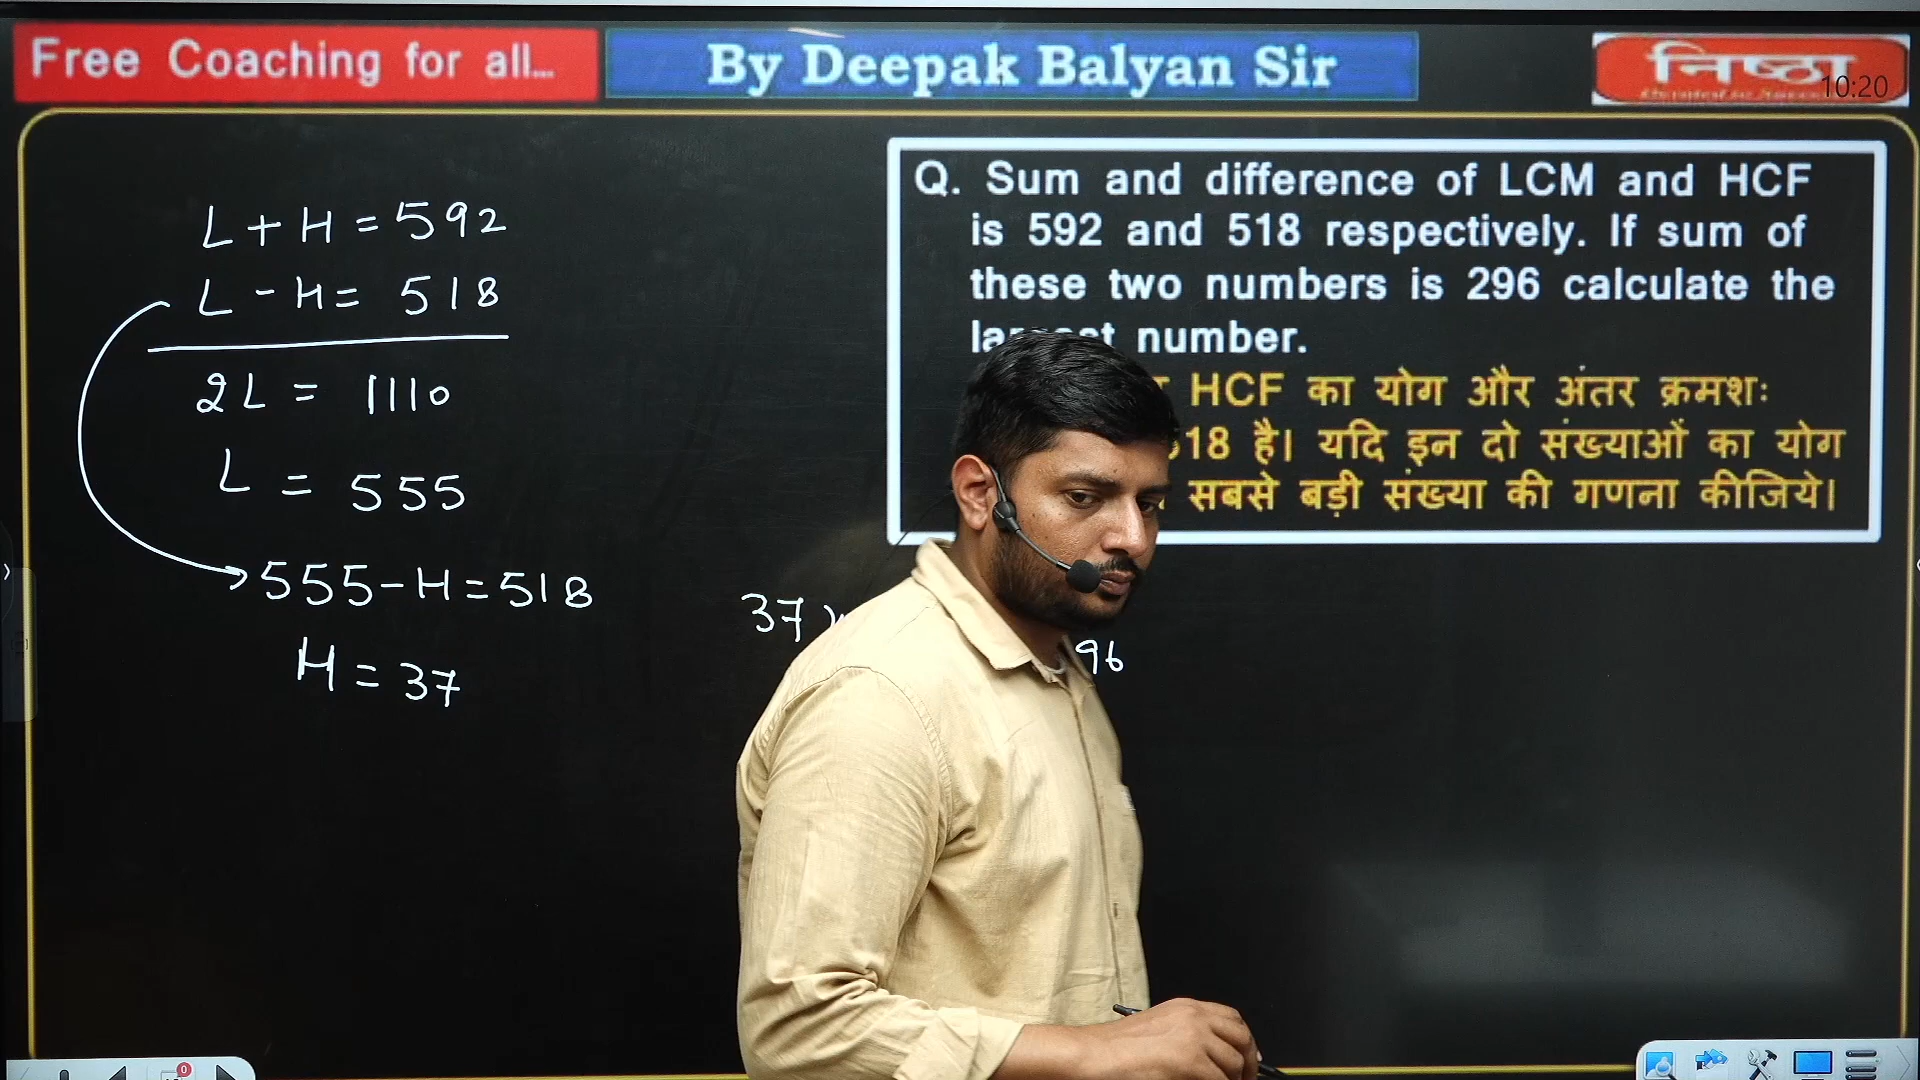 Free Coaching for all...
By Deepak Balyan Sir
निष्ठा
10:20
L + H = 592
L - H = 518
2L = 1110
L = 555
555 - H = 518
H = 37
Q. Sum and difference of LCM and HCF
is 592 and 518 respectively. If sum of
these two numbers is 296 calculate the
number.
HCF का योग और अंतर क्रमशः
18 है। यदि इन दो संख्याओं का योग
सबसे बड़ी संख्या की गणना कीजिये।
37
96
0